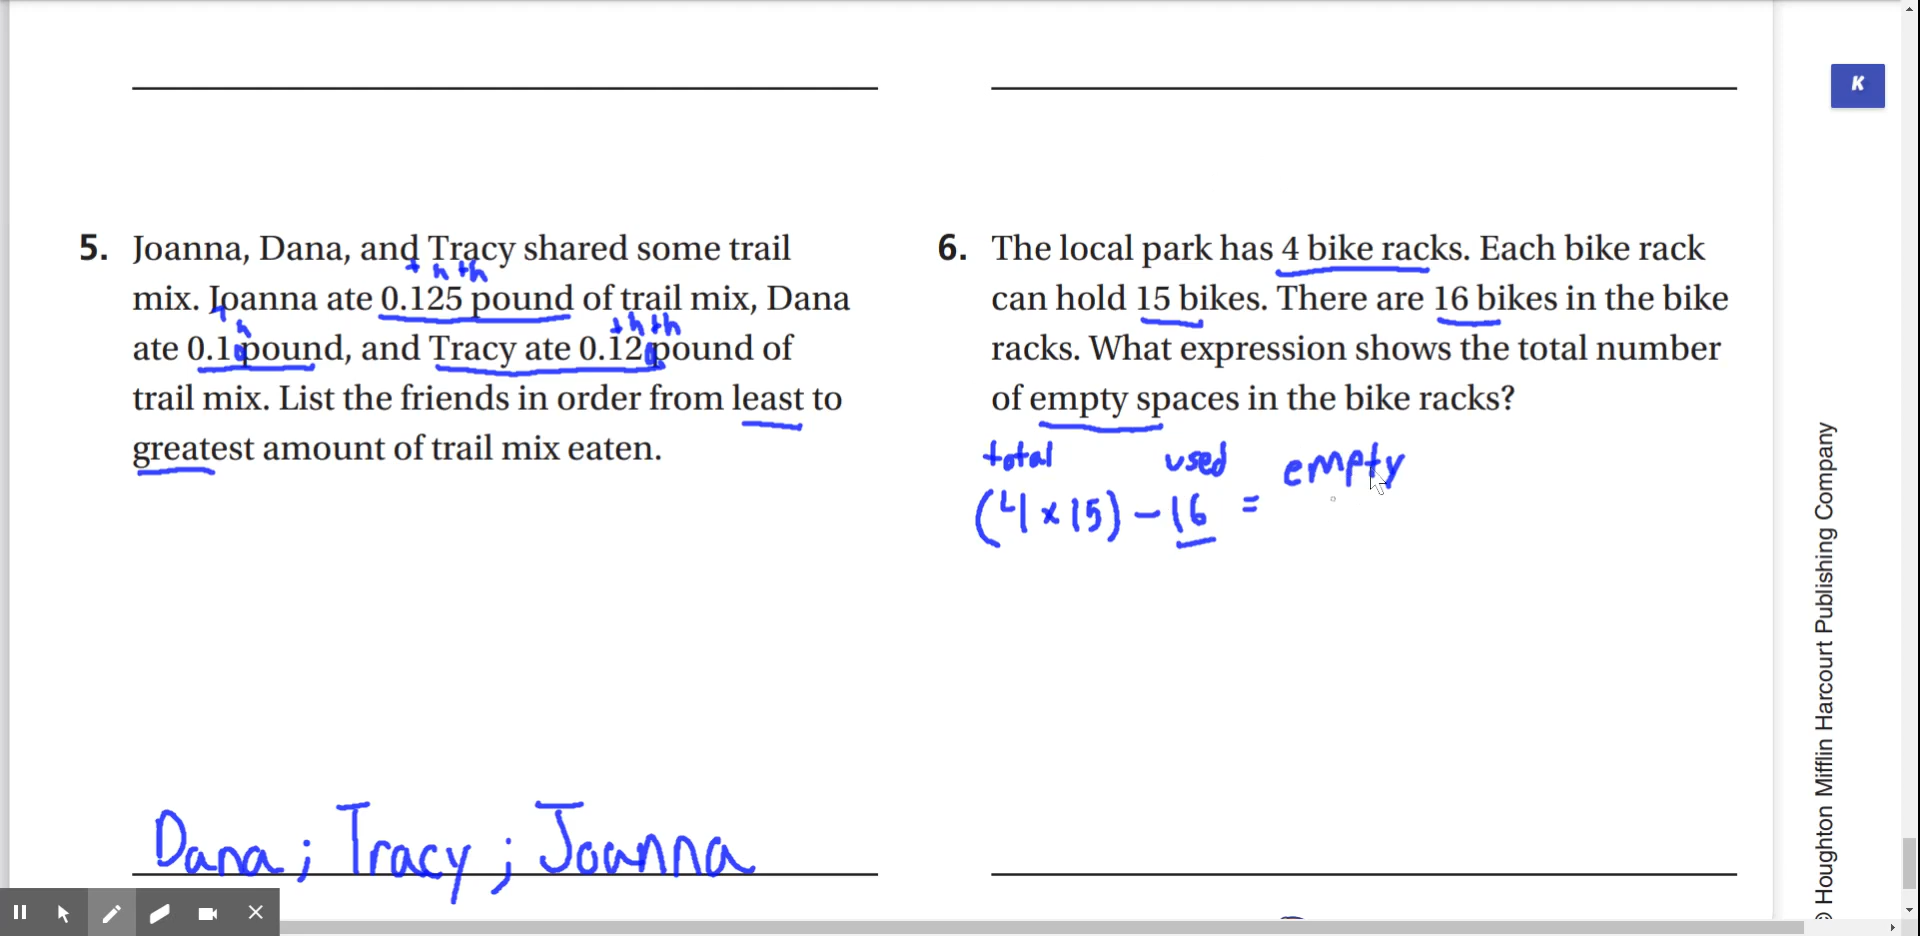 K
5. Joanna, Dana, and Tracy shared some trail
t h th
mix. Joanna ate 0.125 pound of trail mix, Dana
t h
t h th
ate 0.10 pound, and Tracy ate 0.120 pound of
trail mix. List the friends in order from least to
greatest amount of trail mix eaten.
Dana; Tracy; Joanna
6. The local park has 4 bike racks. Each bike rack
can hold 15 bikes. There are 16 bikes in the bike
racks. What expression shows the total number
of empty spaces in the bike racks?
total used empty
(4 x 15) - 16 =
© Houghton Mifflin Harcourt Publishing Company